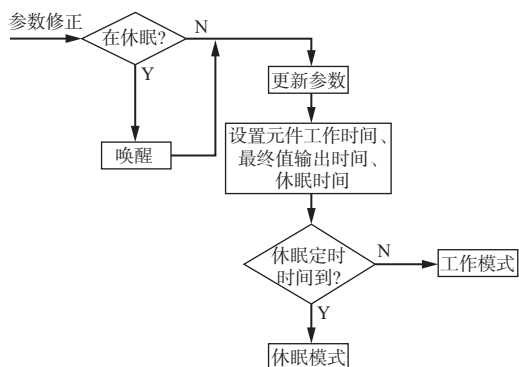 参数修正
在休眠?
N
Y
唤醒
更新参数
设置元件工作时间、
最终值输出时间、
休眠时间
休眠定时
时间到?
N
工作模式
Y
休眠模式